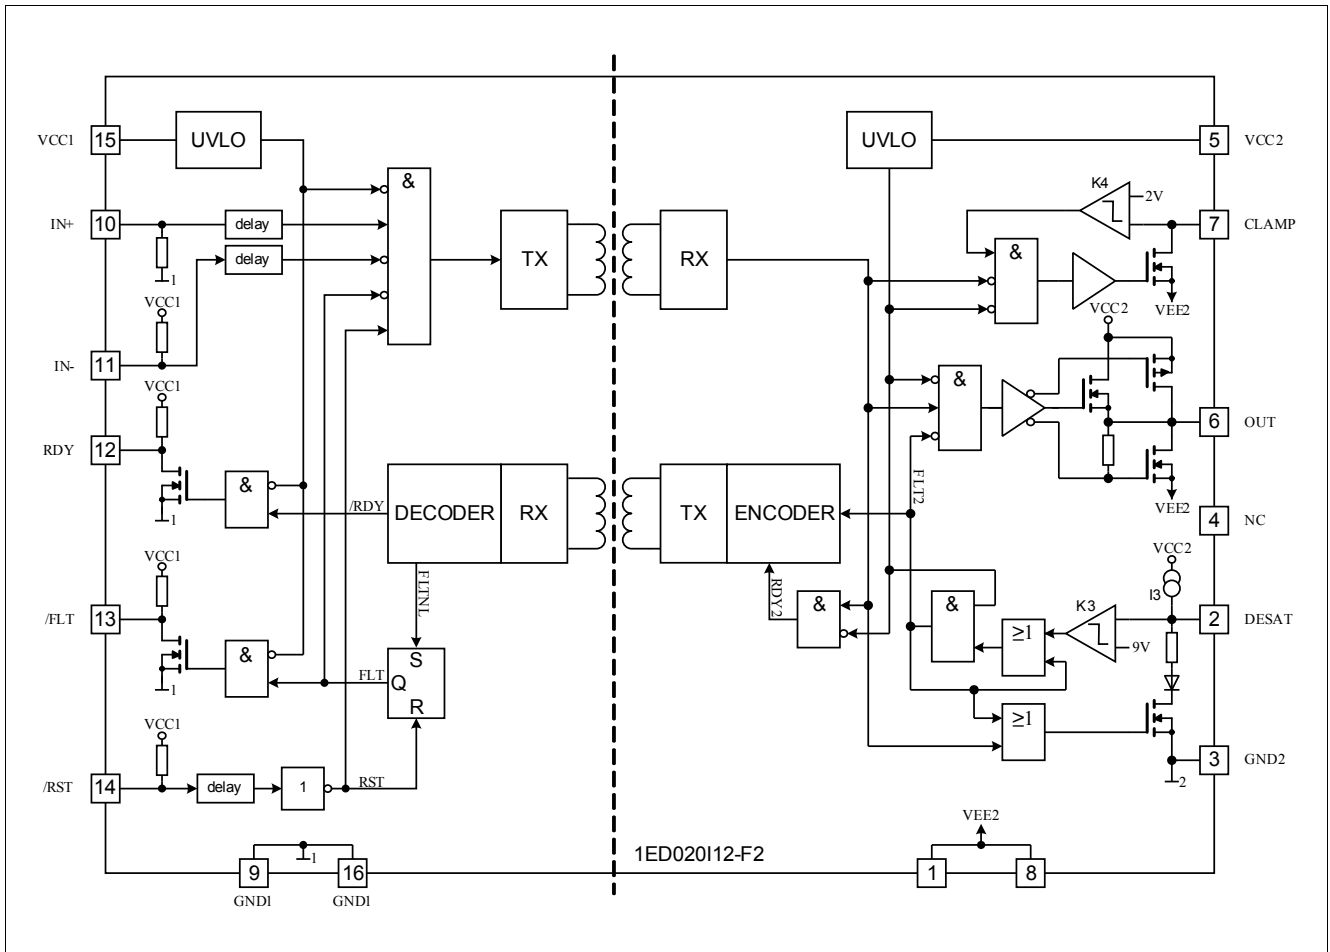 VCC1 15 UVLO
UVLO 5 VCC2
&
K4
2V
IN+ 10 delay
7 CLAMP
1
delay
TX
RX
&
VCC1
VEE2
VCC2
IN- 11
VCC1
&
6 OUT
RDY 12
&
1
/RDY
DECODER RX
TX ENCODER
FLT2
VEE2
4 NC
VCC1
VCC2
I3
FLTNL
RDY2
&
&
K3
≥1
9V
/FLT 13
2 DESAT
&
1
FLT
S
Q
R
≥1
VCC1
/RST 14 delay 1 RST
3 GND2
2
VEE2
1
1ED020I12-F2
9 16
1 8
GND1 GND1